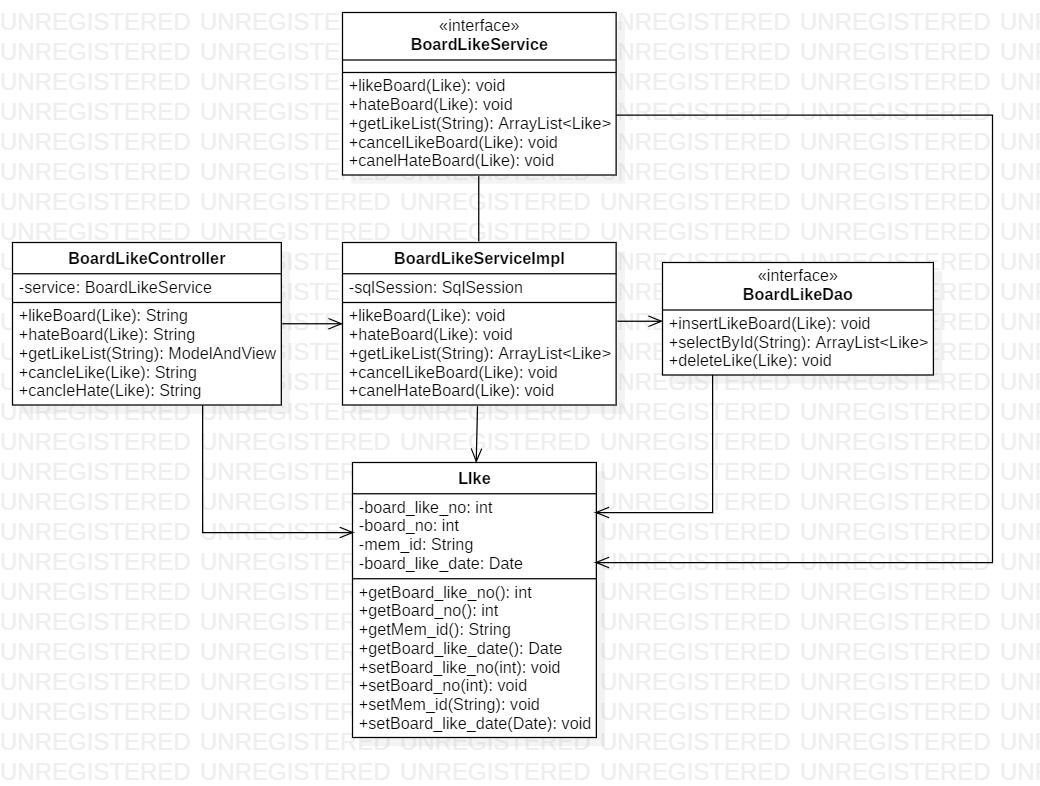 «interface»
BoardLikeService
+likeBoard(Like): void
+hateBoard(Like): void
+getLikeList(String): ArrayList<Like>
+cancelLikeBoard(Like): void
+canelHateBoard(Like): void
BoardLikeController
-service: BoardLikeService
+likeBoard(Like): String
+hateBoard(Like): String
+getLikeList(String): ModelAndView
+cancleLike(Like): String
+cancleHate(Like): String
BoardLikeServiceImpl
-sqlSession: SqlSession
+likeBoard(Like): void
+hateBoard(Like): void
+getLikeList(String): ArrayList<Like>
+cancelLikeBoard(Like): void
+canelHateBoard(Like): void
«interface»
BoardLikeDao
+insertLikeBoard(Like): void
+selectById(String): ArrayList<Like>
+deleteLike(Like): void
LIke
-board_like_no: int
-board_no: int
-mem_id: String
-board_like_date: Date
+getBoard_like_no(): int
+getBoard_no(): int
+getMem_id(): String
+getBoard_like_date(): Date
+setBoard_like_no(int): void
+setBoard_no(int): void
+setMem_id(String): void
+setBoard_like_date(Date): void
UNREGISTERED